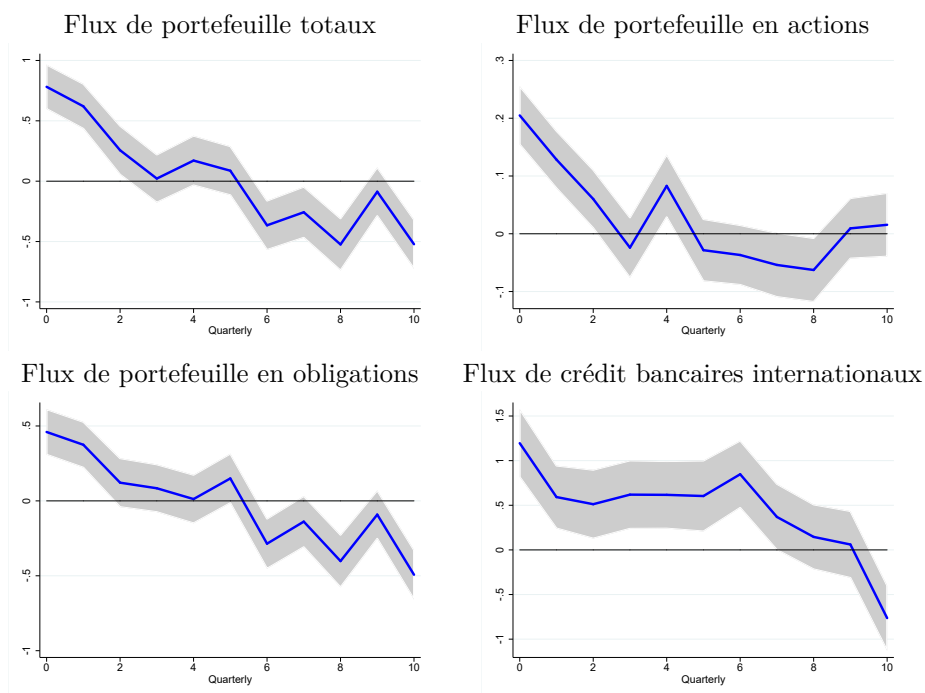 Flux de portefeuille totaux
1
.5
0
-.5
-1
0 2 4 6 8 10
Quarterly
Flux de portefeuille en actions
.3
.2
.1
0
-.1
0 2 4 6 8 10
Quarterly
Flux de portefeuille en obligations
.5
0
-.5
-1
0 2 4 6 8 10
Quarterly
Flux de crédit bancaires internationaux
1.5
1
.5
0
-.5
-1
0 2 4 6 8 10
Quarterly